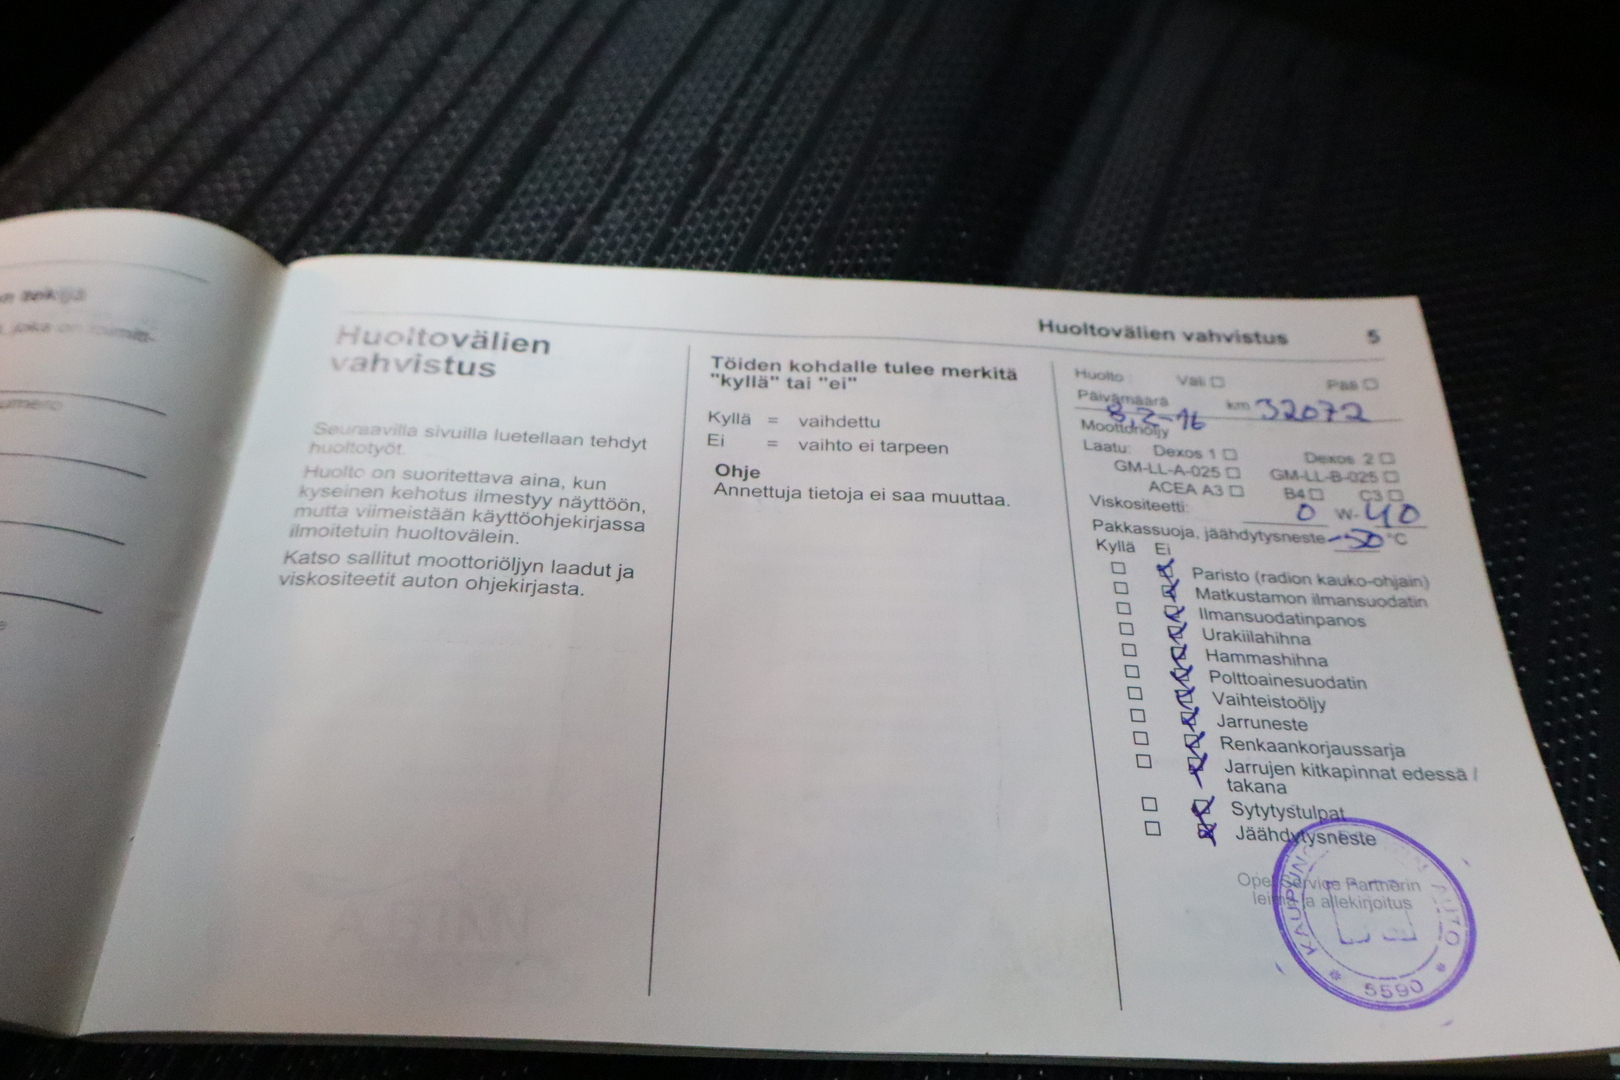 Huoltovälien vahvistus 5
Huoltovälien
vahvistus
Seuraavilla sivuilla luetellaan tehdyt
huoltotyöt.
Huolto on suoritettava aina, kun
kyseinen kehotus ilmestyy näyttöön,
mutta viimeistään käyttöohjekirjassa
ilmoitetuin huoltovälein.
Katso sallitut moottoriöljyn laadut ja
viskositeetit auton ohjekirjasta.
Töiden kohdalle tulee merkitä
"kyllä" tai "ei"
Kyllä = vaihdettu
Ei = vaihto ei tarpeen
Ohje
Annettuja tietoja ei saa muuttaa.
Huolto Väli Pää
Päivämäärä 8.2-16 km 32072
Moottoriöljy
Laatu: Dexos 1 Dexos 2
GM-LL-A-025 GM-LL-B-025
ACEA A3 B4 C3
Viskositeetti: 0 W- 40
Pakkassuoja, jäähdytysneste -50 °C
Kyllä Ei
Paristo (radion kauko-ohjain)
Matkustamon ilmansuodatin
Ilmansuodatinpanos
Urakiilahihna
Hammashihna
Polttoainesuodatin
Vaihteistoöljy
Jarruneste
Renkaankorjaussarja
Jarrujen kitkapinnat edessä /
takana
Sytytystulpat
Jäähdytysneste
Opel Service Partnerin
leima ja allekirjoitus
AUTO
5590